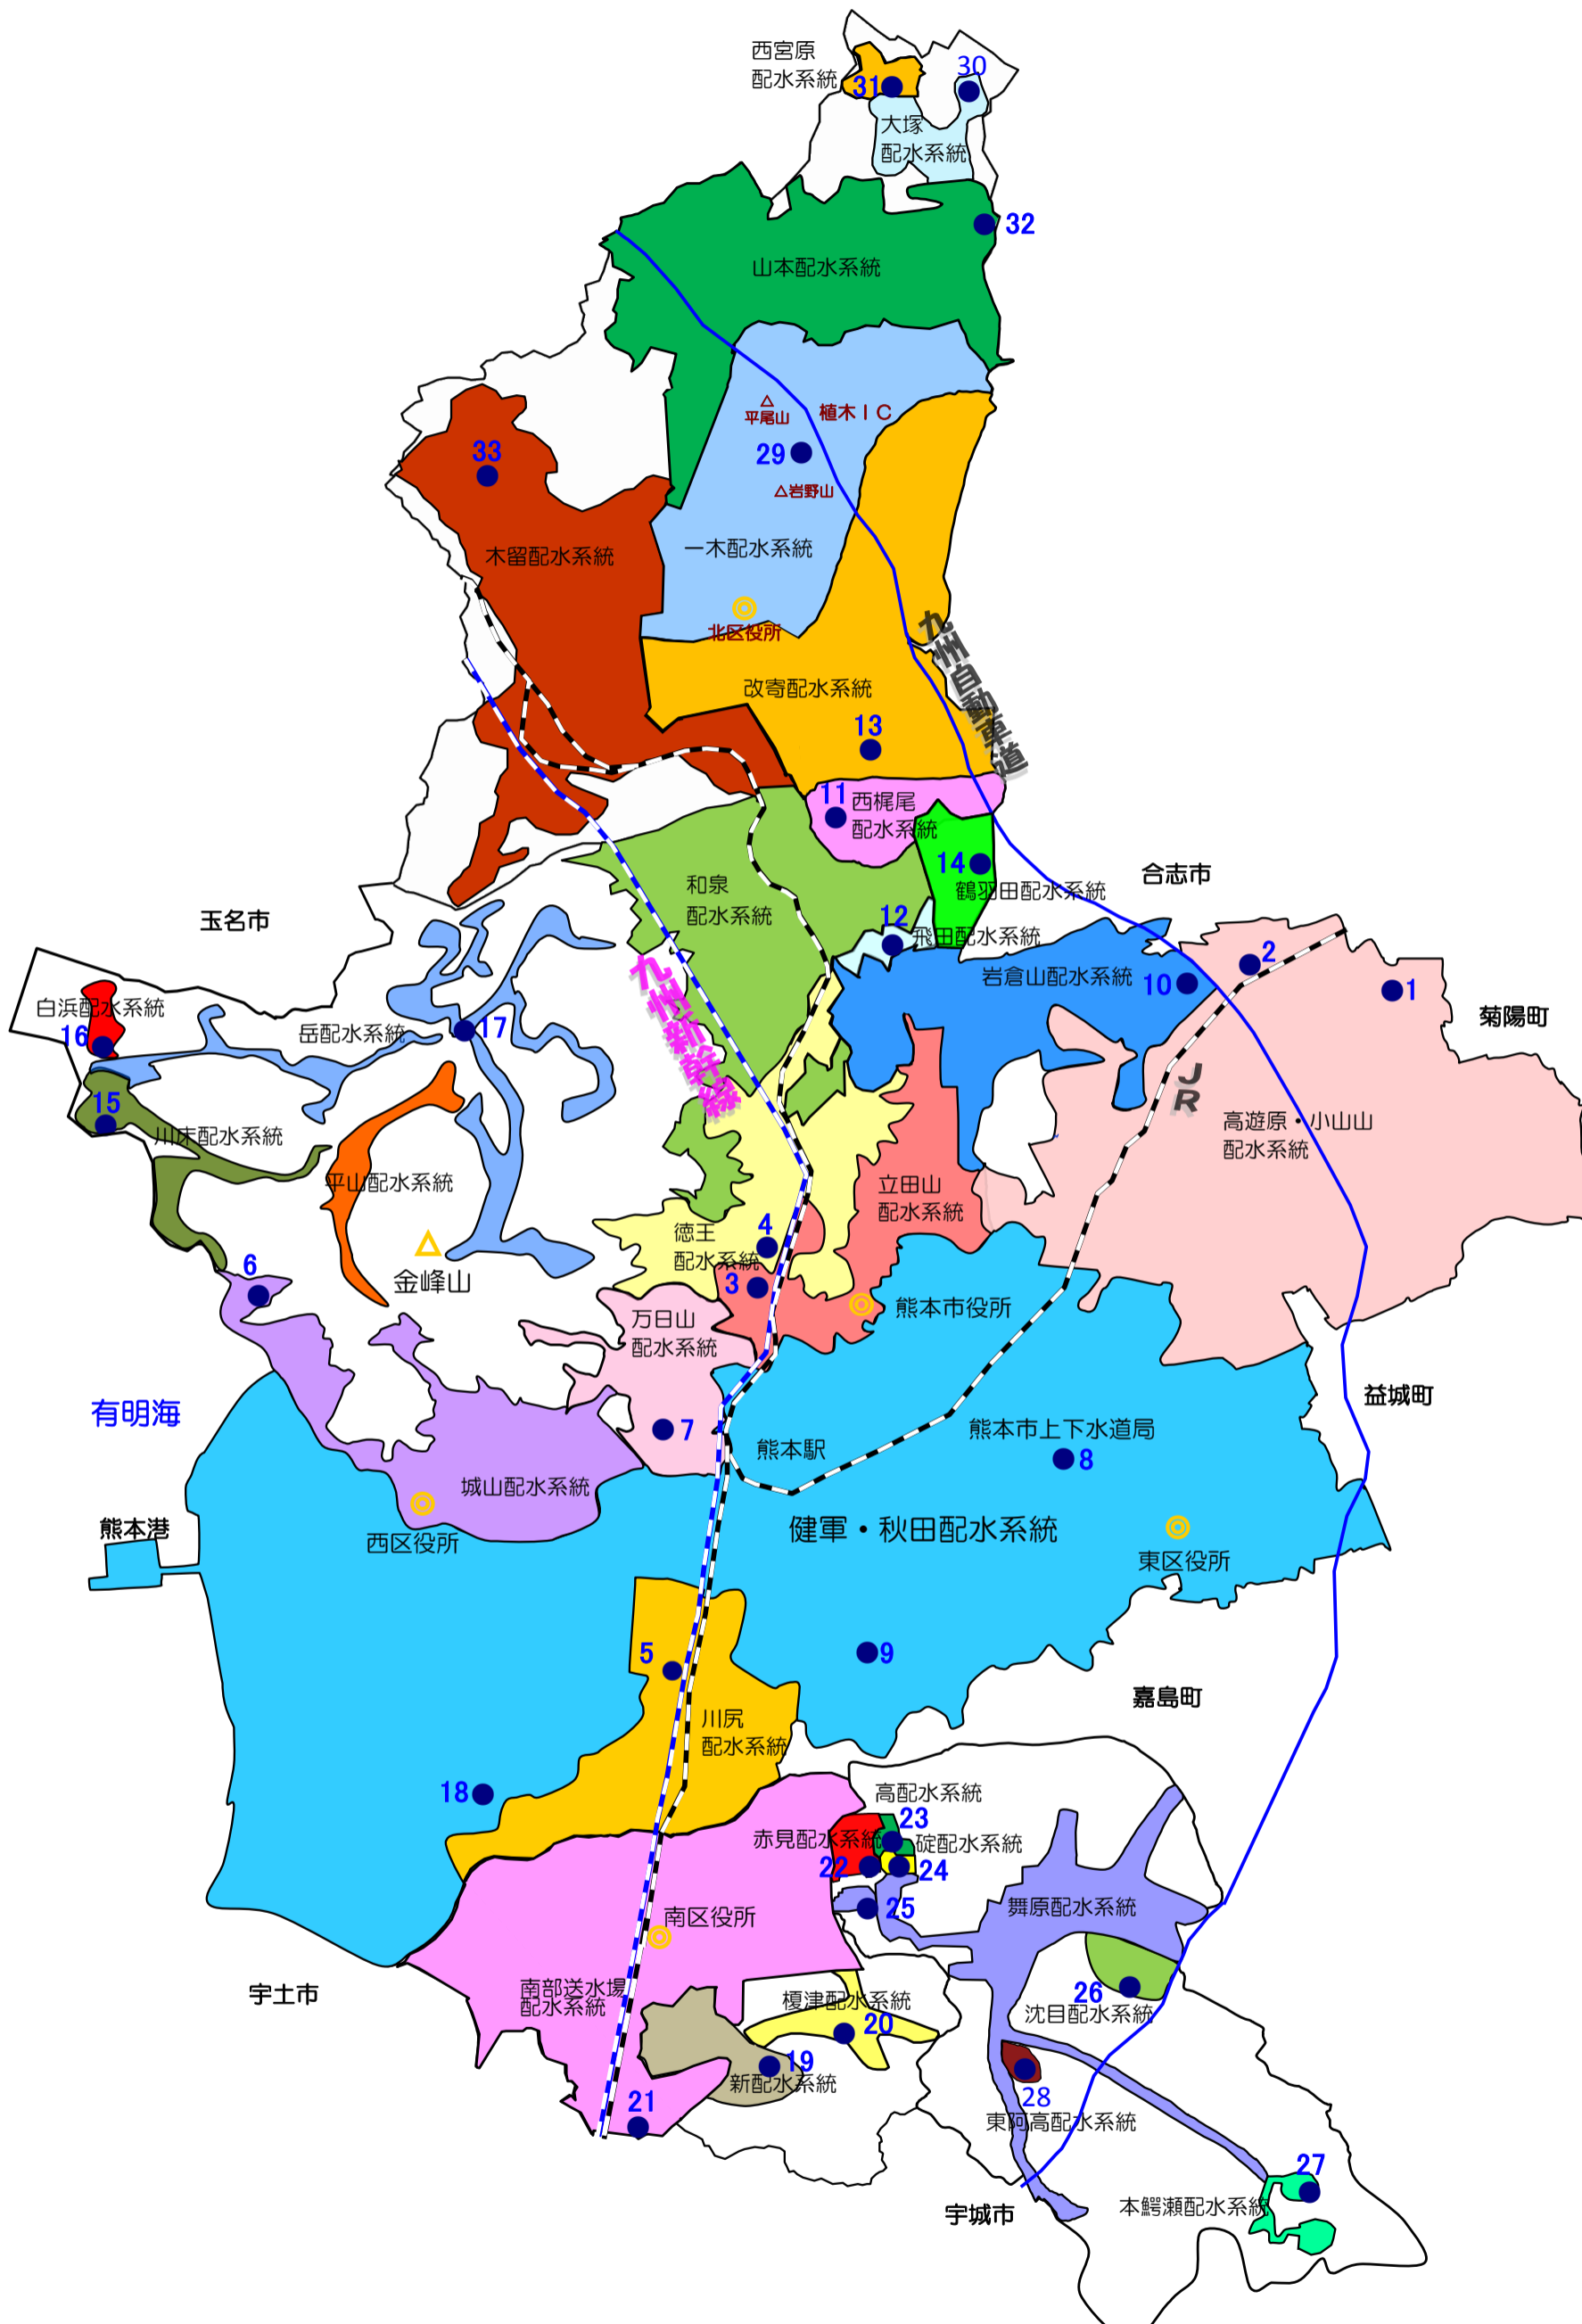 西宮原
配水系統
31
30
大塚
配水系統
32
山本配水系統
平尾山
植木IC
29
岩野山
33
木留配水系統
一木配水系統
北区役所
九州自動車道
改寄配水系統
13
11
西梶尾
配水系統
14
鶴羽田配水系統
合志市
和泉
配水系統
12
飛田配水系統
玉名市
岩倉山配水系統
10
2
1
菊陽町
白浜配水系統
16
岳配水系統
17
九州新幹線
JR
15
川床配水系統
高遊原・小山山
配水系統
平山配水系統
立田山
配水系統
徳王
配水系統
4
6
金峰山
3
万日山
配水系統
熊本市役所
有明海
益城町
7
熊本駅
熊本市上下水道局
8
城山配水系統
熊本港
西区役所
健軍・秋田配水系統
東区役所
5
9
川尻
配水系統
嘉島町
18
高配水系統
23
赤見配水系統
碇配水系統
22
24
25
舞原配水系統
南区役所
宇土市
南部送水場
配水系統
榎津配水系統
20
26
沈目配水系統
19
新配水系統
21
28
東阿高配水系統
27
本鰐瀬配水系統
宇城市